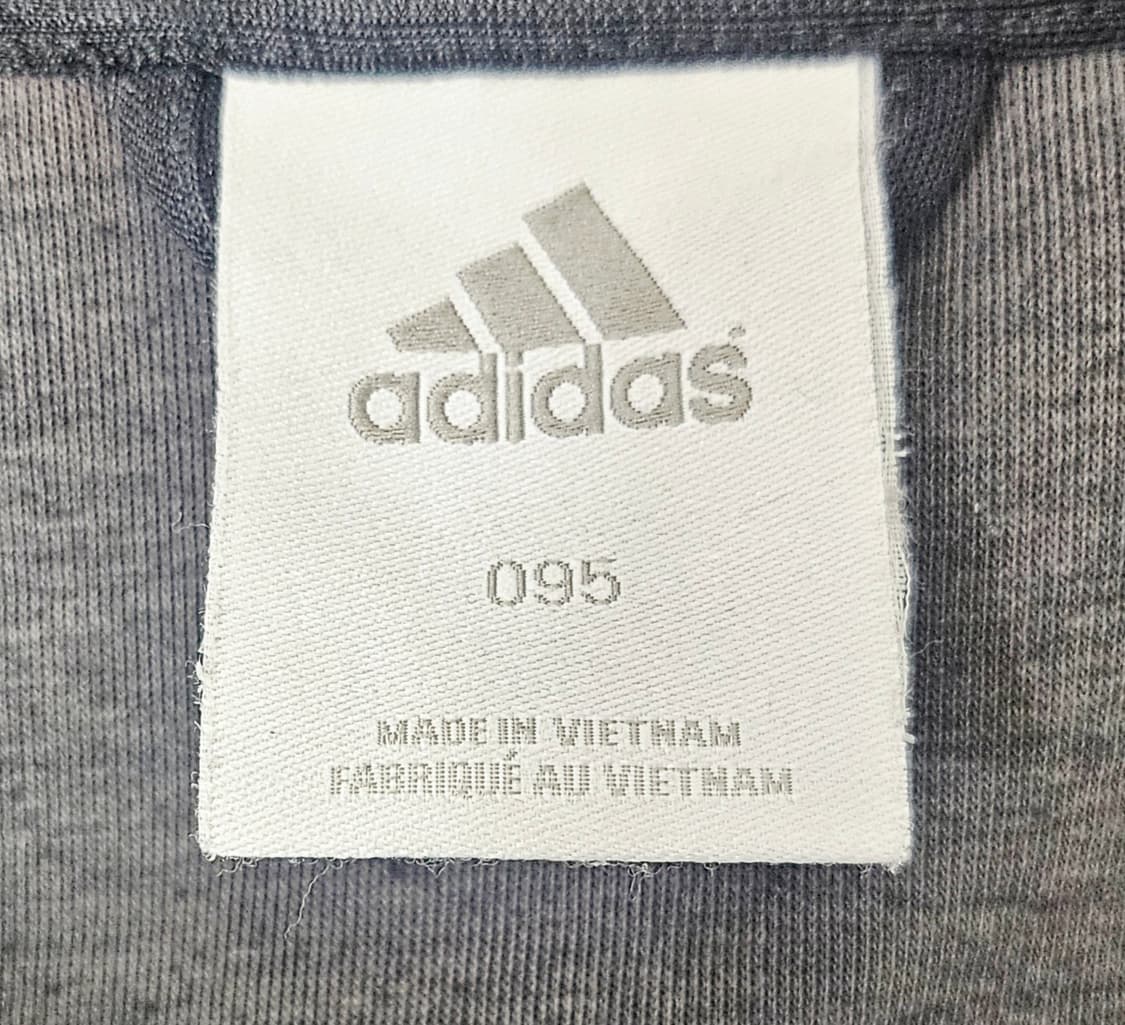 adidas
095
MADE IN VIETNAM
FABRIQUÉ AU VIETNAM